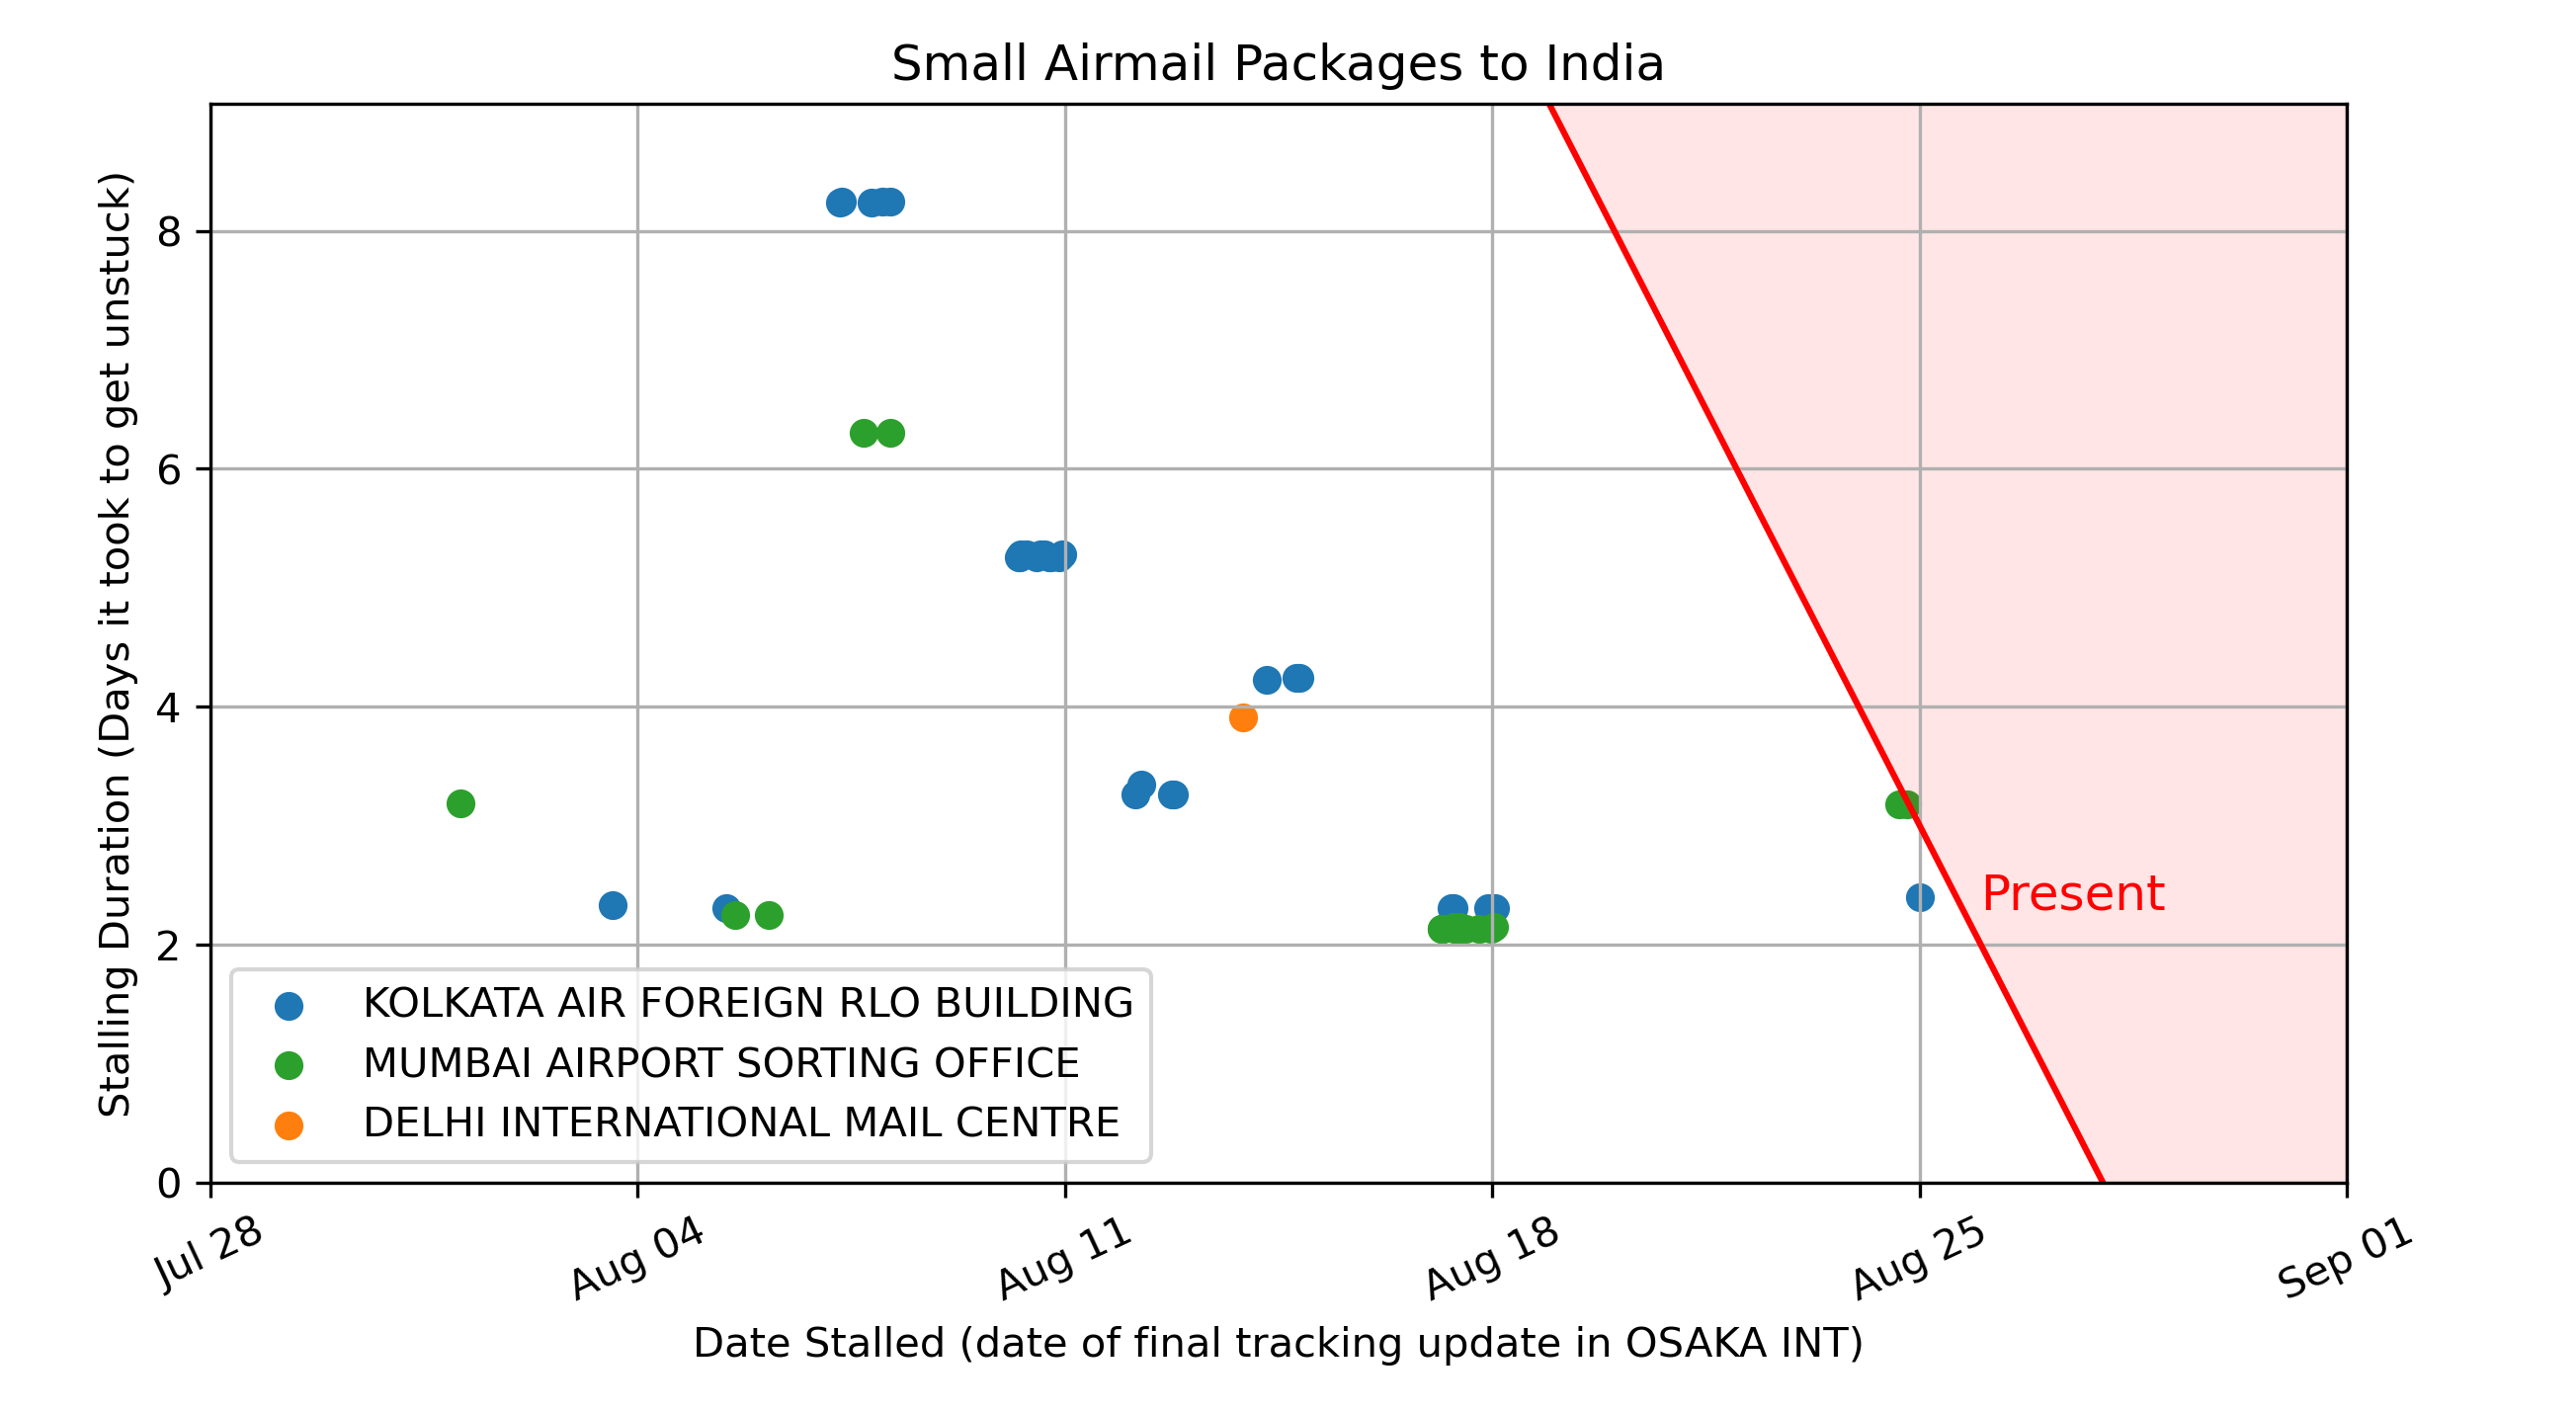 Small Airmail Packages to India
Stalling Duration (Days it took to get unstuck)
8
6
4
2
0
Present
KOLKATA AIR FOREIGN RLO BUILDING
MUMBAI AIRPORT SORTING OFFICE
DELHI INTERNATIONAL MAIL CENTRE
Jul 28
Aug 04
Aug 11
Aug 18
Aug 25
Sep 01
Date Stalled (date of final tracking update in OSAKA INT)